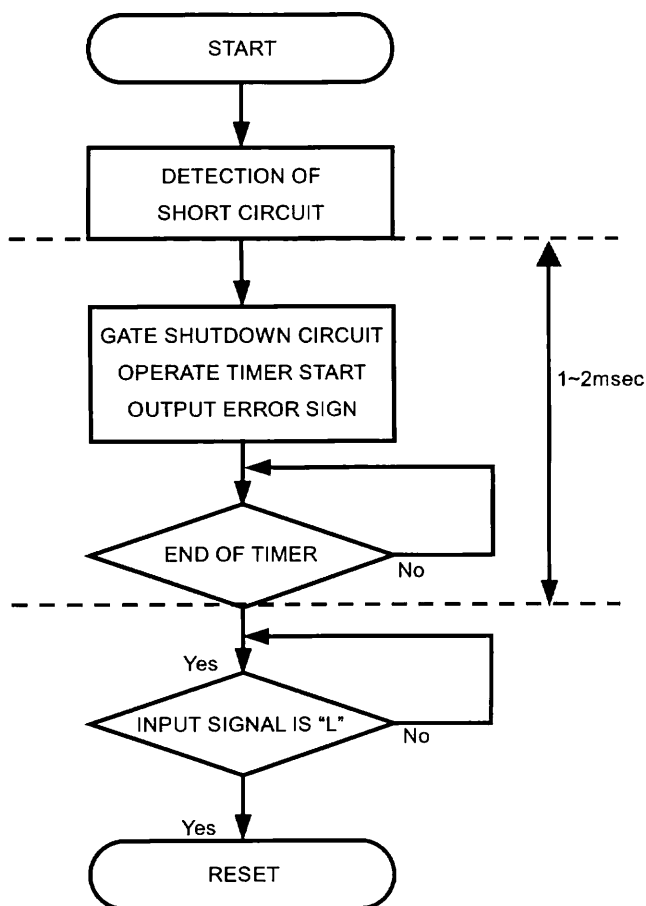 START
DETECTION OF
SHORT CIRCUIT
GATE SHUTDOWN CIRCUIT
OPERATE TIMER START
OUTPUT ERROR SIGN
1~2msec
END OF TIMER
No
Yes
INPUT SIGNAL IS “L”
No
Yes
RESET